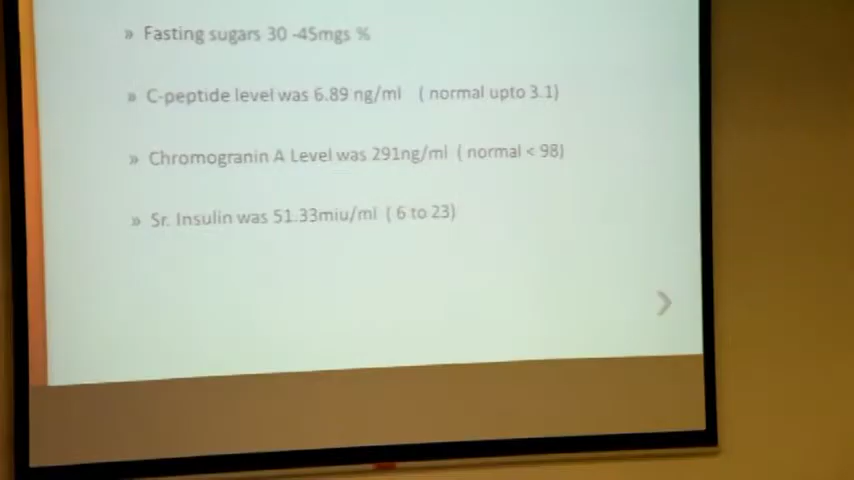 » Fasting sugars 30 -45mgs %
» C-peptide level was 6.89 ng/ml ( normal upto 3.1)
» Chromogranin A Level was 291ng/ml ( normal < 98)
» Sr. Insulin was 51.33miu/ml ( 6 to 23)